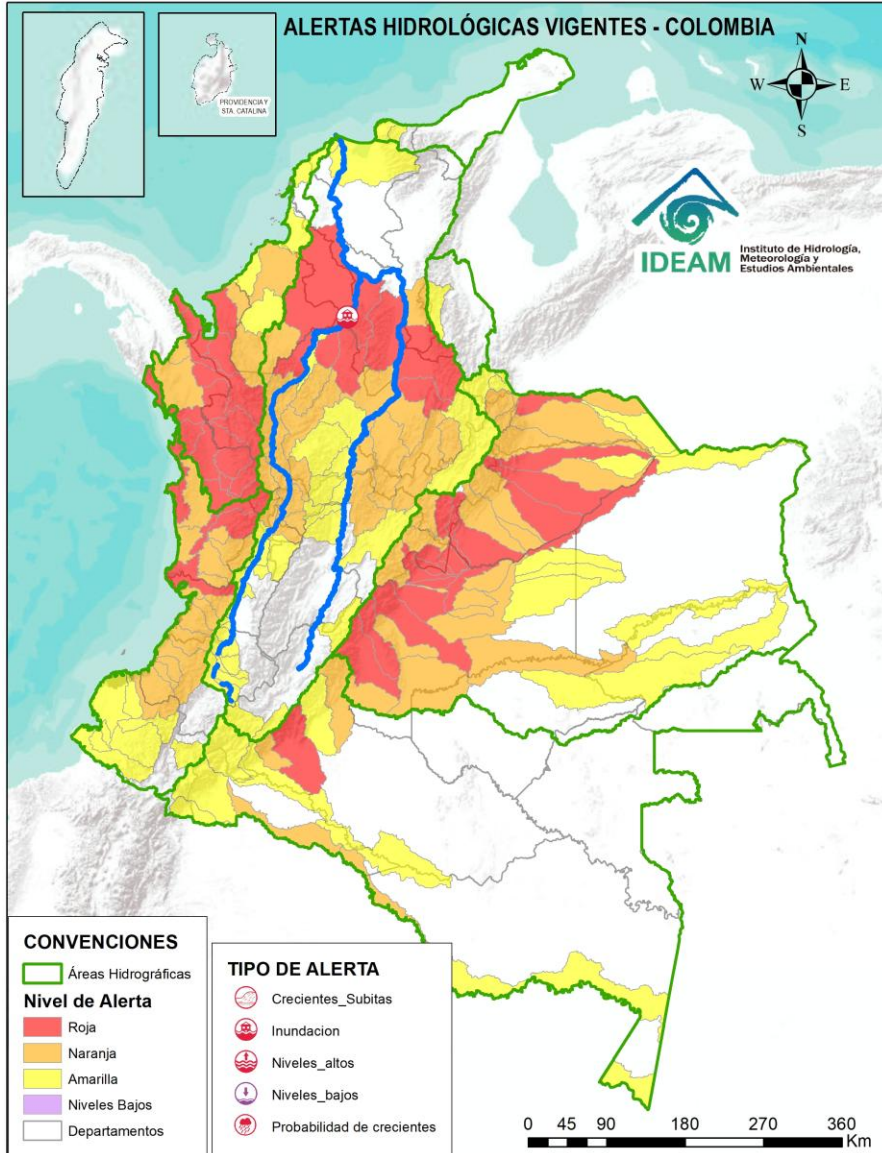 ALERTAS HIDROLÓGICAS VIGENTES - COLOMBIA
PROVIDENCIA Y
STA. CATALINA
N
W
E
S
IDEAM
Instituto de Hidrología,
Meteorología y
Estudios Ambientales
CONVENCIONES
Áreas Hidrográficas
Nivel de Alerta
Roja
Naranja
Amarilla
Niveles Bajos
Departamentos
TIPO DE ALERTA
Crecientes_Subitas
Inundacion
Niveles_altos
Niveles_bajos
Probabilidad de crecientes
0 45 90 180 270 360
Km